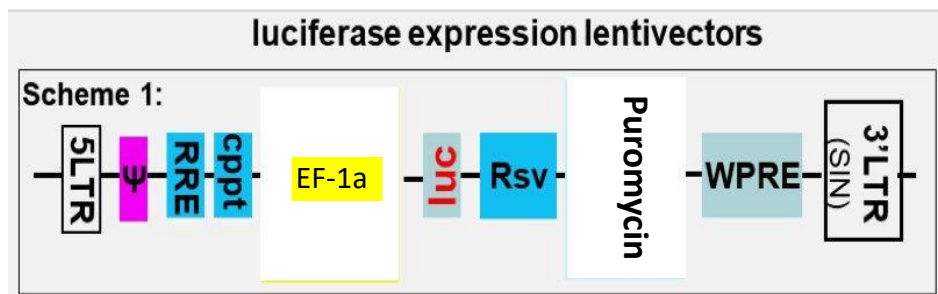 luciferase expression lentivectors
Scheme 1:
5LTR
Ψ
RRE
cppt
EF-1a
luc
Rsv
Puromycin
WPRE
3'LTR
(SIN)